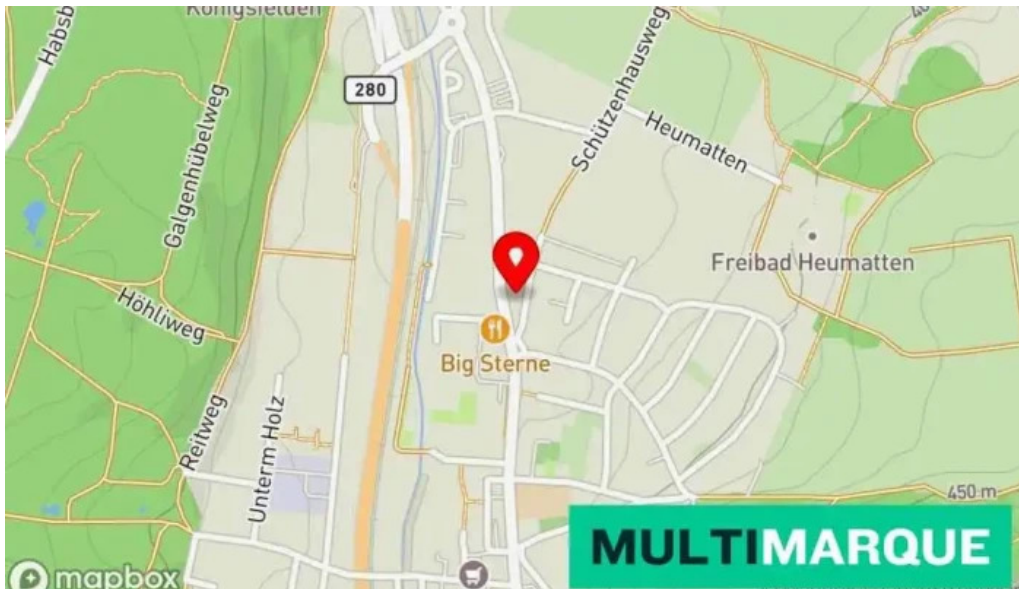 Königsfelden
Habsb
280
Galgenhübelweg
Schützenhausweg
Heumatten
Freibad Heumatten
Höhliweg
Big Sterne
Reitweg
Unterm Holz
450 m
MULTIMARQUE
mapbox